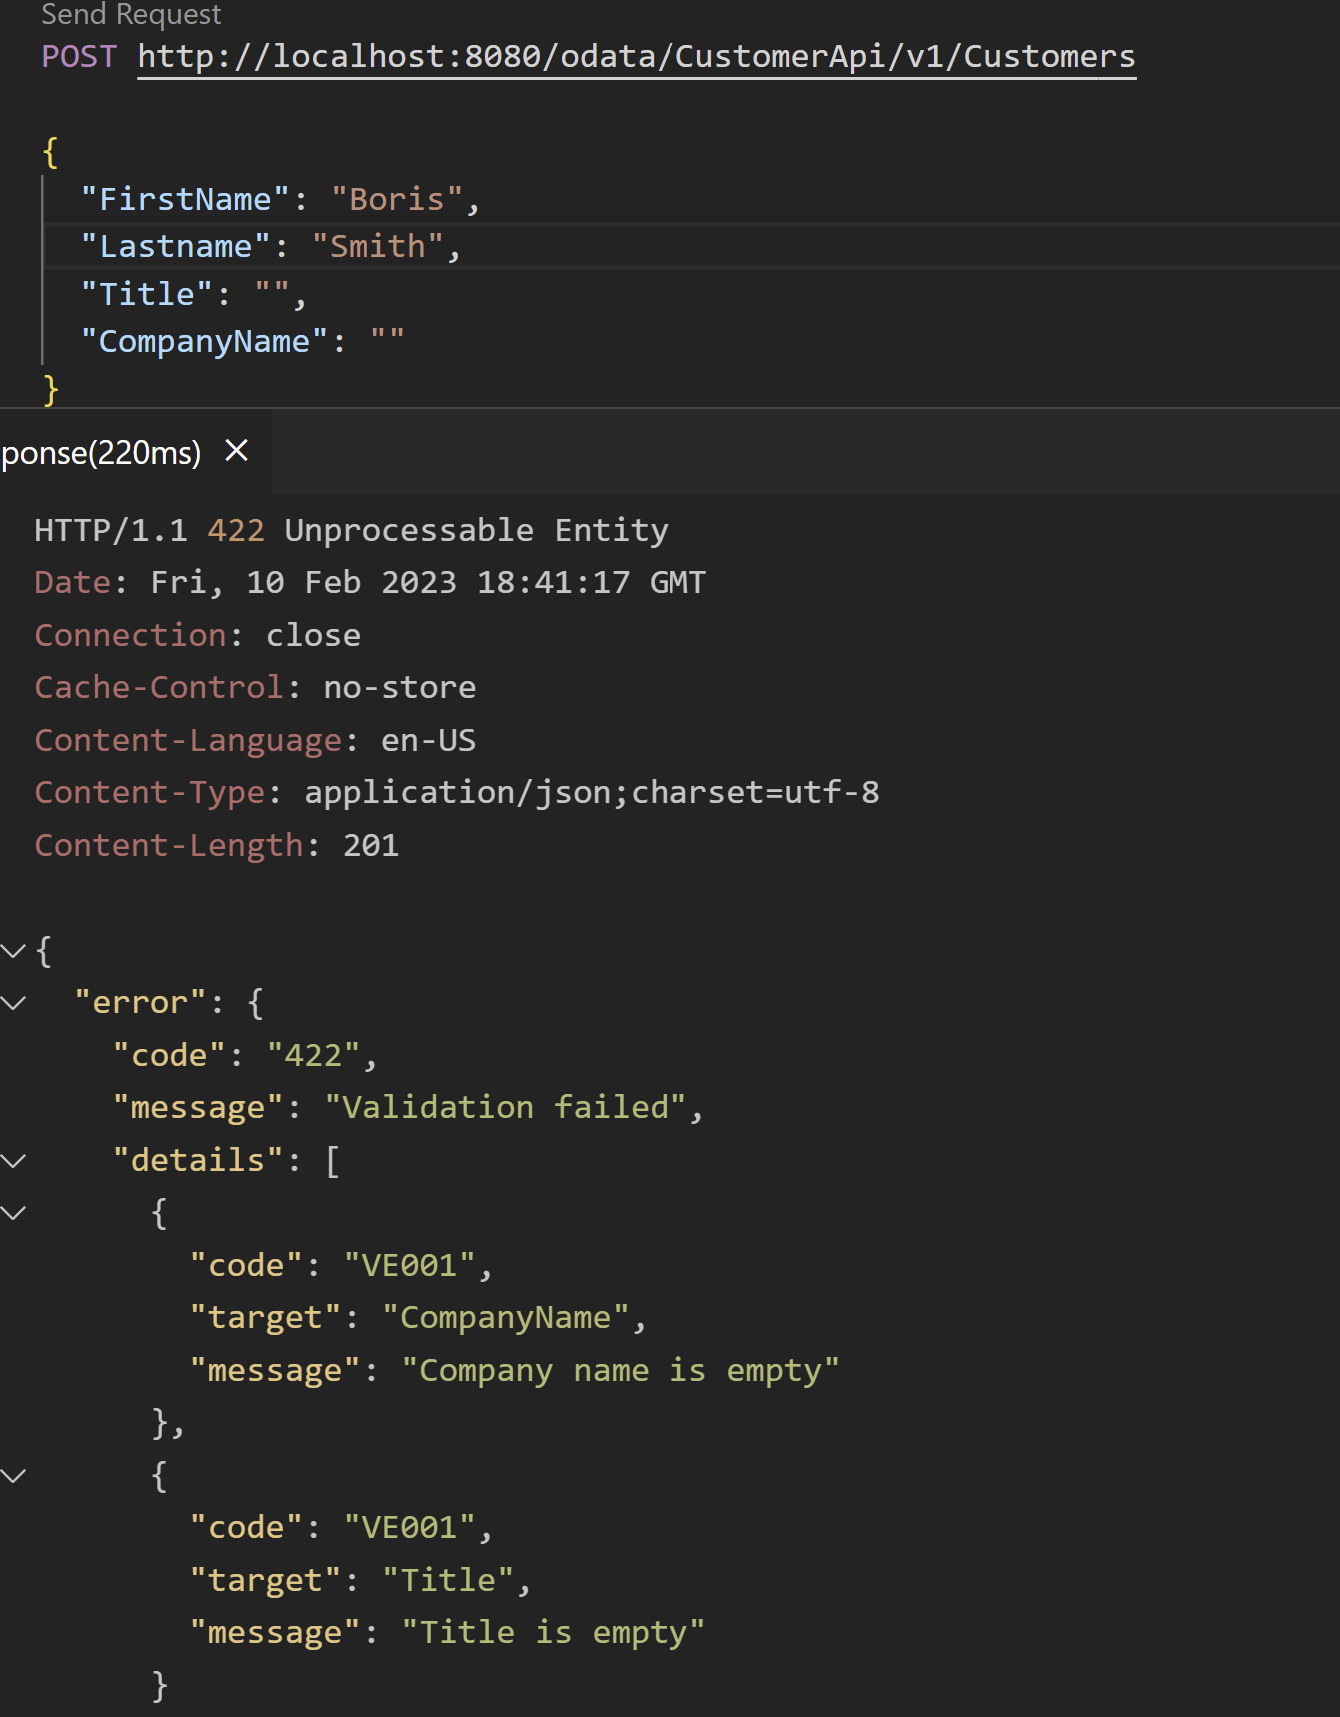 Send Request
POST http://localhost:8080/odata/CustomerApi/v1/Customers
{
"FirstName": "Boris",
"Lastname": "Smith",
"Title": "",
"CompanyName": ""
}
ponse(220ms) ×
HTTP/1.1 422 Unprocessable Entity
Date: Fri, 10 Feb 2023 18:41:17 GMT
Connection: close
Cache-Control: no-store
Content-Language: en-US
Content-Type: application/json;charset=utf-8
Content-Length: 201
{
"error": {
"code": "422",
"message": "Validation failed",
"details": [
{
"code": "VE001",
"target": "CompanyName",
"message": "Company name is empty"
},
{
"code": "VE001",
"target": "Title",
"message": "Title is empty"
}